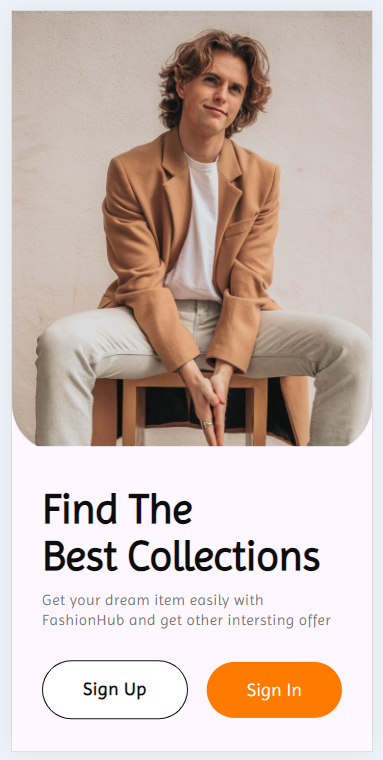 Find The
Best Collections
Get your dream item easily with
FashionHub and get other intersting offer
Sign Up
Sign In